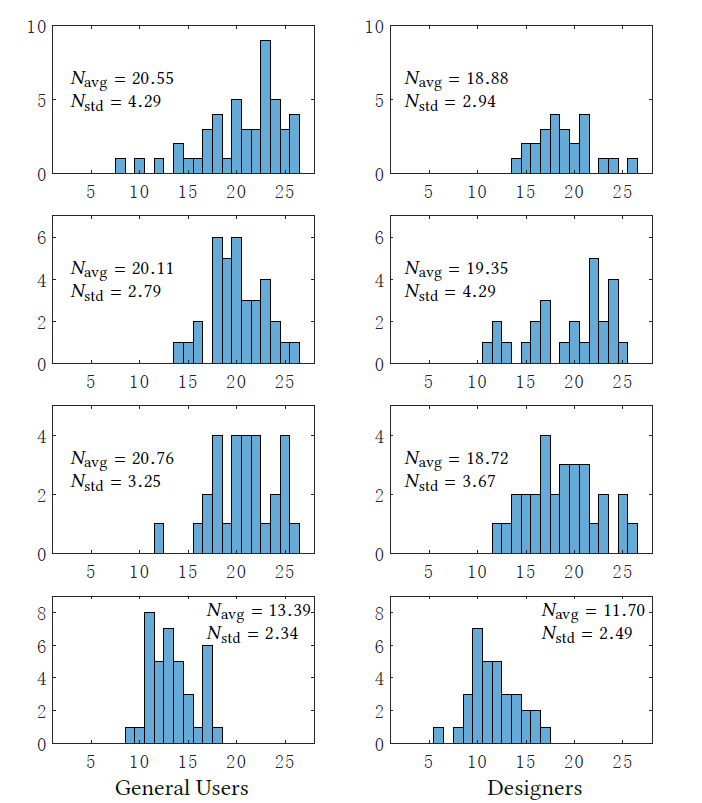 10
5
0
5 10 15 20 25
N_avg = 20.55
N_std = 4.29
10
5
0
5 10 15 20 25
N_avg = 18.88
N_std = 2.94
6
4
2
0
5 10 15 20 25
N_avg = 20.11
N_std = 2.79
6
4
2
0
5 10 15 20 25
N_avg = 19.35
N_std = 4.29
4
2
0
5 10 15 20 25
N_avg = 20.76
N_std = 3.25
4
2
0
5 10 15 20 25
N_avg = 18.72
N_std = 3.67
8
6
4
2
0
5 10 15 20 25
N_avg = 13.39
N_std = 2.34
General Users
8
6
4
2
0
5 10 15 20 25
N_avg = 11.70
N_std = 2.49
Designers